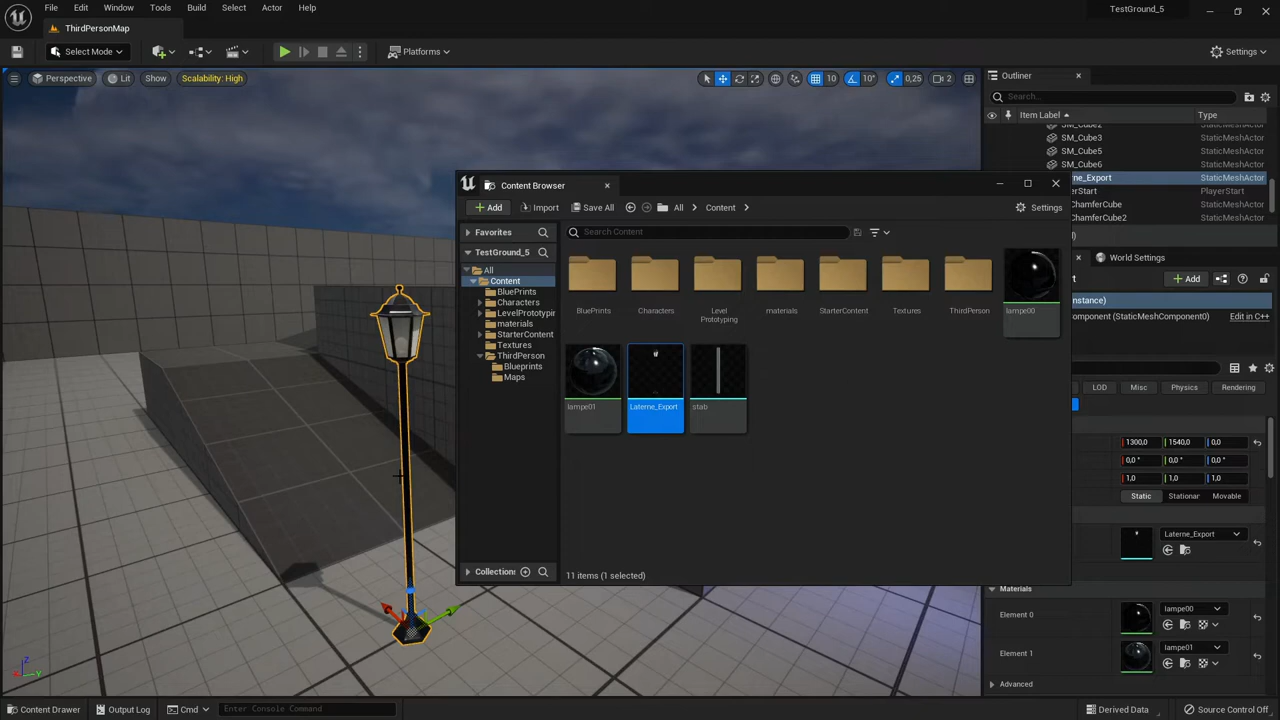 File Edit Window Tools Build Select Actor Help
TestGround_5
ThirdPersonMap
Select Mode
Platforms
Settings
Perspective Lit Show Scalability: High
10 10° 0,25 2
Outliner
Search...
Item Label Type
SM_Cube2 StaticMeshActor
SM_Cube3 StaticMeshActor
SM_Cube5 StaticMeshActor
SM_Cube6 StaticMeshActor
rne_Export StaticMeshActor
erStart PlayerStart
ChamferCube StaticMeshActor
ChamferCube2 StaticMeshActor
World Settings
Add
Edit in C++
omponent (StaticMeshComponent0)
LOD Misc Physics Rendering
1300,0 1540,0 0,0
0,0 ° 0,0 ° 0,0 °
1,0 1,0 1,0
Static Stationar Movable
Laterne_Export
Materials
Element 0 lampe00
Element 1 lampe01
Advanced
Content Browser
Add Import Save All All Content Settings
Favorites
Search Content
TestGround_5
All
Content
BluePrints
Characters
LevelPrototypin
materials
StarterContent
Textures
ThirdPerson
Blueprints
Maps
Collections
BluePrints Characters Level Prototyping materials StarterContent Textures ThirdPerson lampe00
lampe01 Laterne_Export stab
11 items (1 selected)
Z
Y
Content Drawer Output Log Cmd Enter Console Command
Derived Data Source Control Off